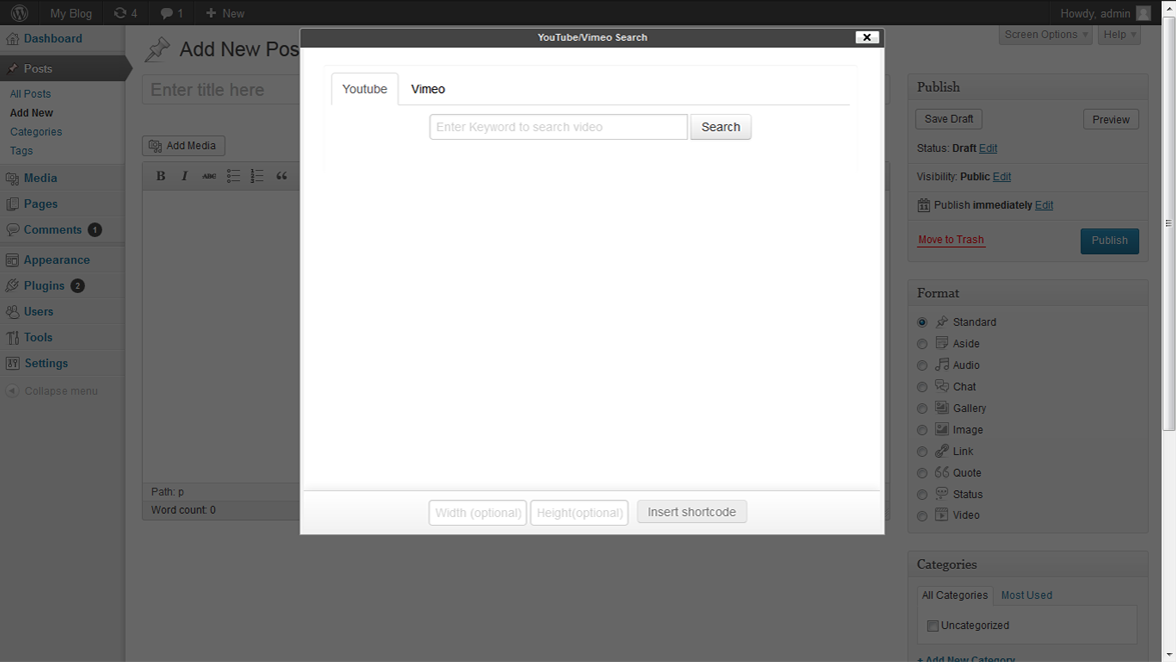 My Blog 4 1 New Howdy, admin
Screen Options Help
Dashboard
Posts
All Posts
Add New
Categories
Tags
Media
Pages
Comments 1
Appearance
Plugins 2
Users
Tools
Settings
Collapse menu
Add New Pos
Enter title here
Add Media
B I ABC
Path: p
Word count: 0
YouTube/Vimeo Search
Youtube Vimeo
Enter Keyword to search video Search
Width (optional) Height(optional) Insert shortcode
Publish
Save Draft Preview
Status: Draft Edit
Visibility: Public Edit
11 Publish immediately Edit
Move to Trash Publish
Format
Standard
Aside
Audio
Chat
Gallery
Image
Link
Quote
Status
Video
Categories
All Categories Most Used
Uncategorized
+ Add New Category